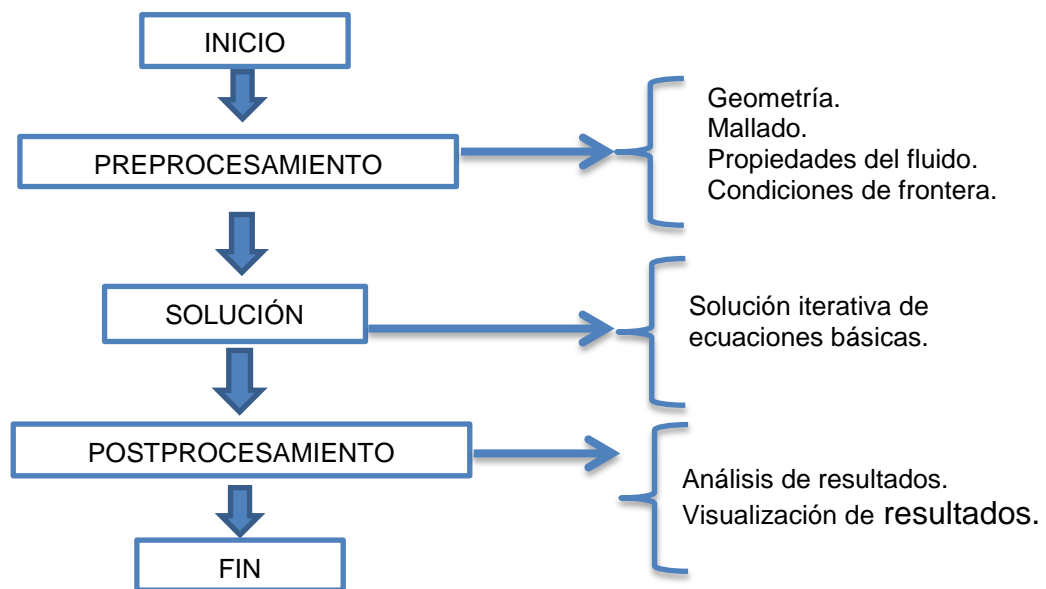 INICIO
PREPROCESAMIENTO
Geometría.
Mallado.
Propiedades del fluido.
Condiciones de frontera.
SOLUCIÓN
Solución iterativa de
ecuaciones básicas.
POSTPROCESAMIENTO
Análisis de resultados.
Visualización de resultados.
FIN